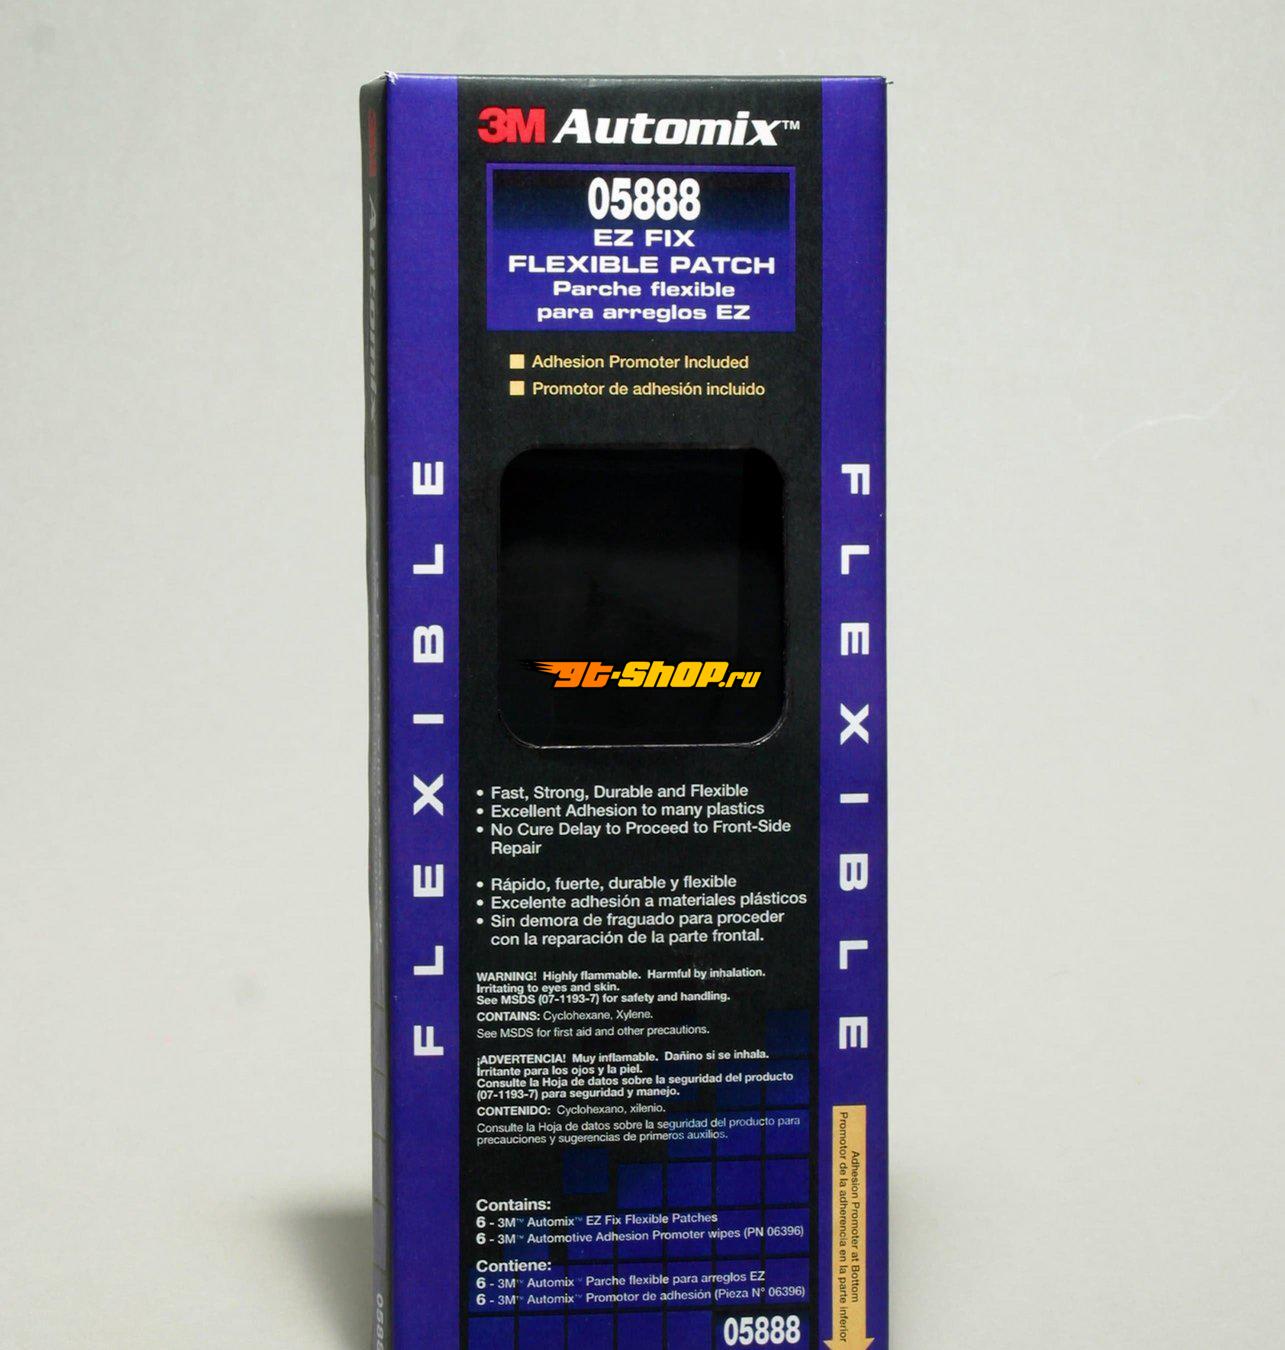 3M Automix™
05888
EZ FIX
FLEXIBLE PATCH
Parche flexible
para arreglos EZ
Adhesion Promoter Included
Promotor de adhesión incluido
FLEXIBLE
FLEXIBLE
gt-shop.ru
• Fast, Strong, Durable and Flexible
• Excellent Adhesion to many plastics
• No Cure Delay to Proceed to Front-Side
Repair
• Rápido, fuerte, durable y flexible
• Excelente adhesión a materiales plásticos
• Sin demora de fraguado para proceder
con la reparación de la parte frontal.
WARNING! Highly flammable. Harmful by inhalation.
Irritating to eyes and skin.
See MSDS (07-1193-7) for safety and handling.
CONTAINS: Cyclohexane, Xylene.
See MSDS for first aid and other precautions.
¡ADVERTENCIA! Muy inflamable. Dañino si se inhala.
Irritante para los ojos y la piel.
Consulte la Hoja de datos sobre la seguridad del producto
(07-1193-7) para seguridad y manejo.
CONTENIDO: Cyclohexano, xilenio.
Consulte la Hoja de datos sobre la seguridad del producto para
precauciones y sugerencias de primeros auxilios.
Contains:
6 - 3M™ Automix™ EZ Fix Flexible Patches
6 - 3M™ Automotive Adhesion Promoter wipes (PN 06396)
Contiene:
6 - 3M™ Automix™ Parche flexible para arreglos EZ
6 - 3M™ Automix™ Promotor de adhesión (Pieza N° 06396)
05888
Adhesion Promoter at Bottom
Promotor de la adherencia en la parte inferior
3M Automix